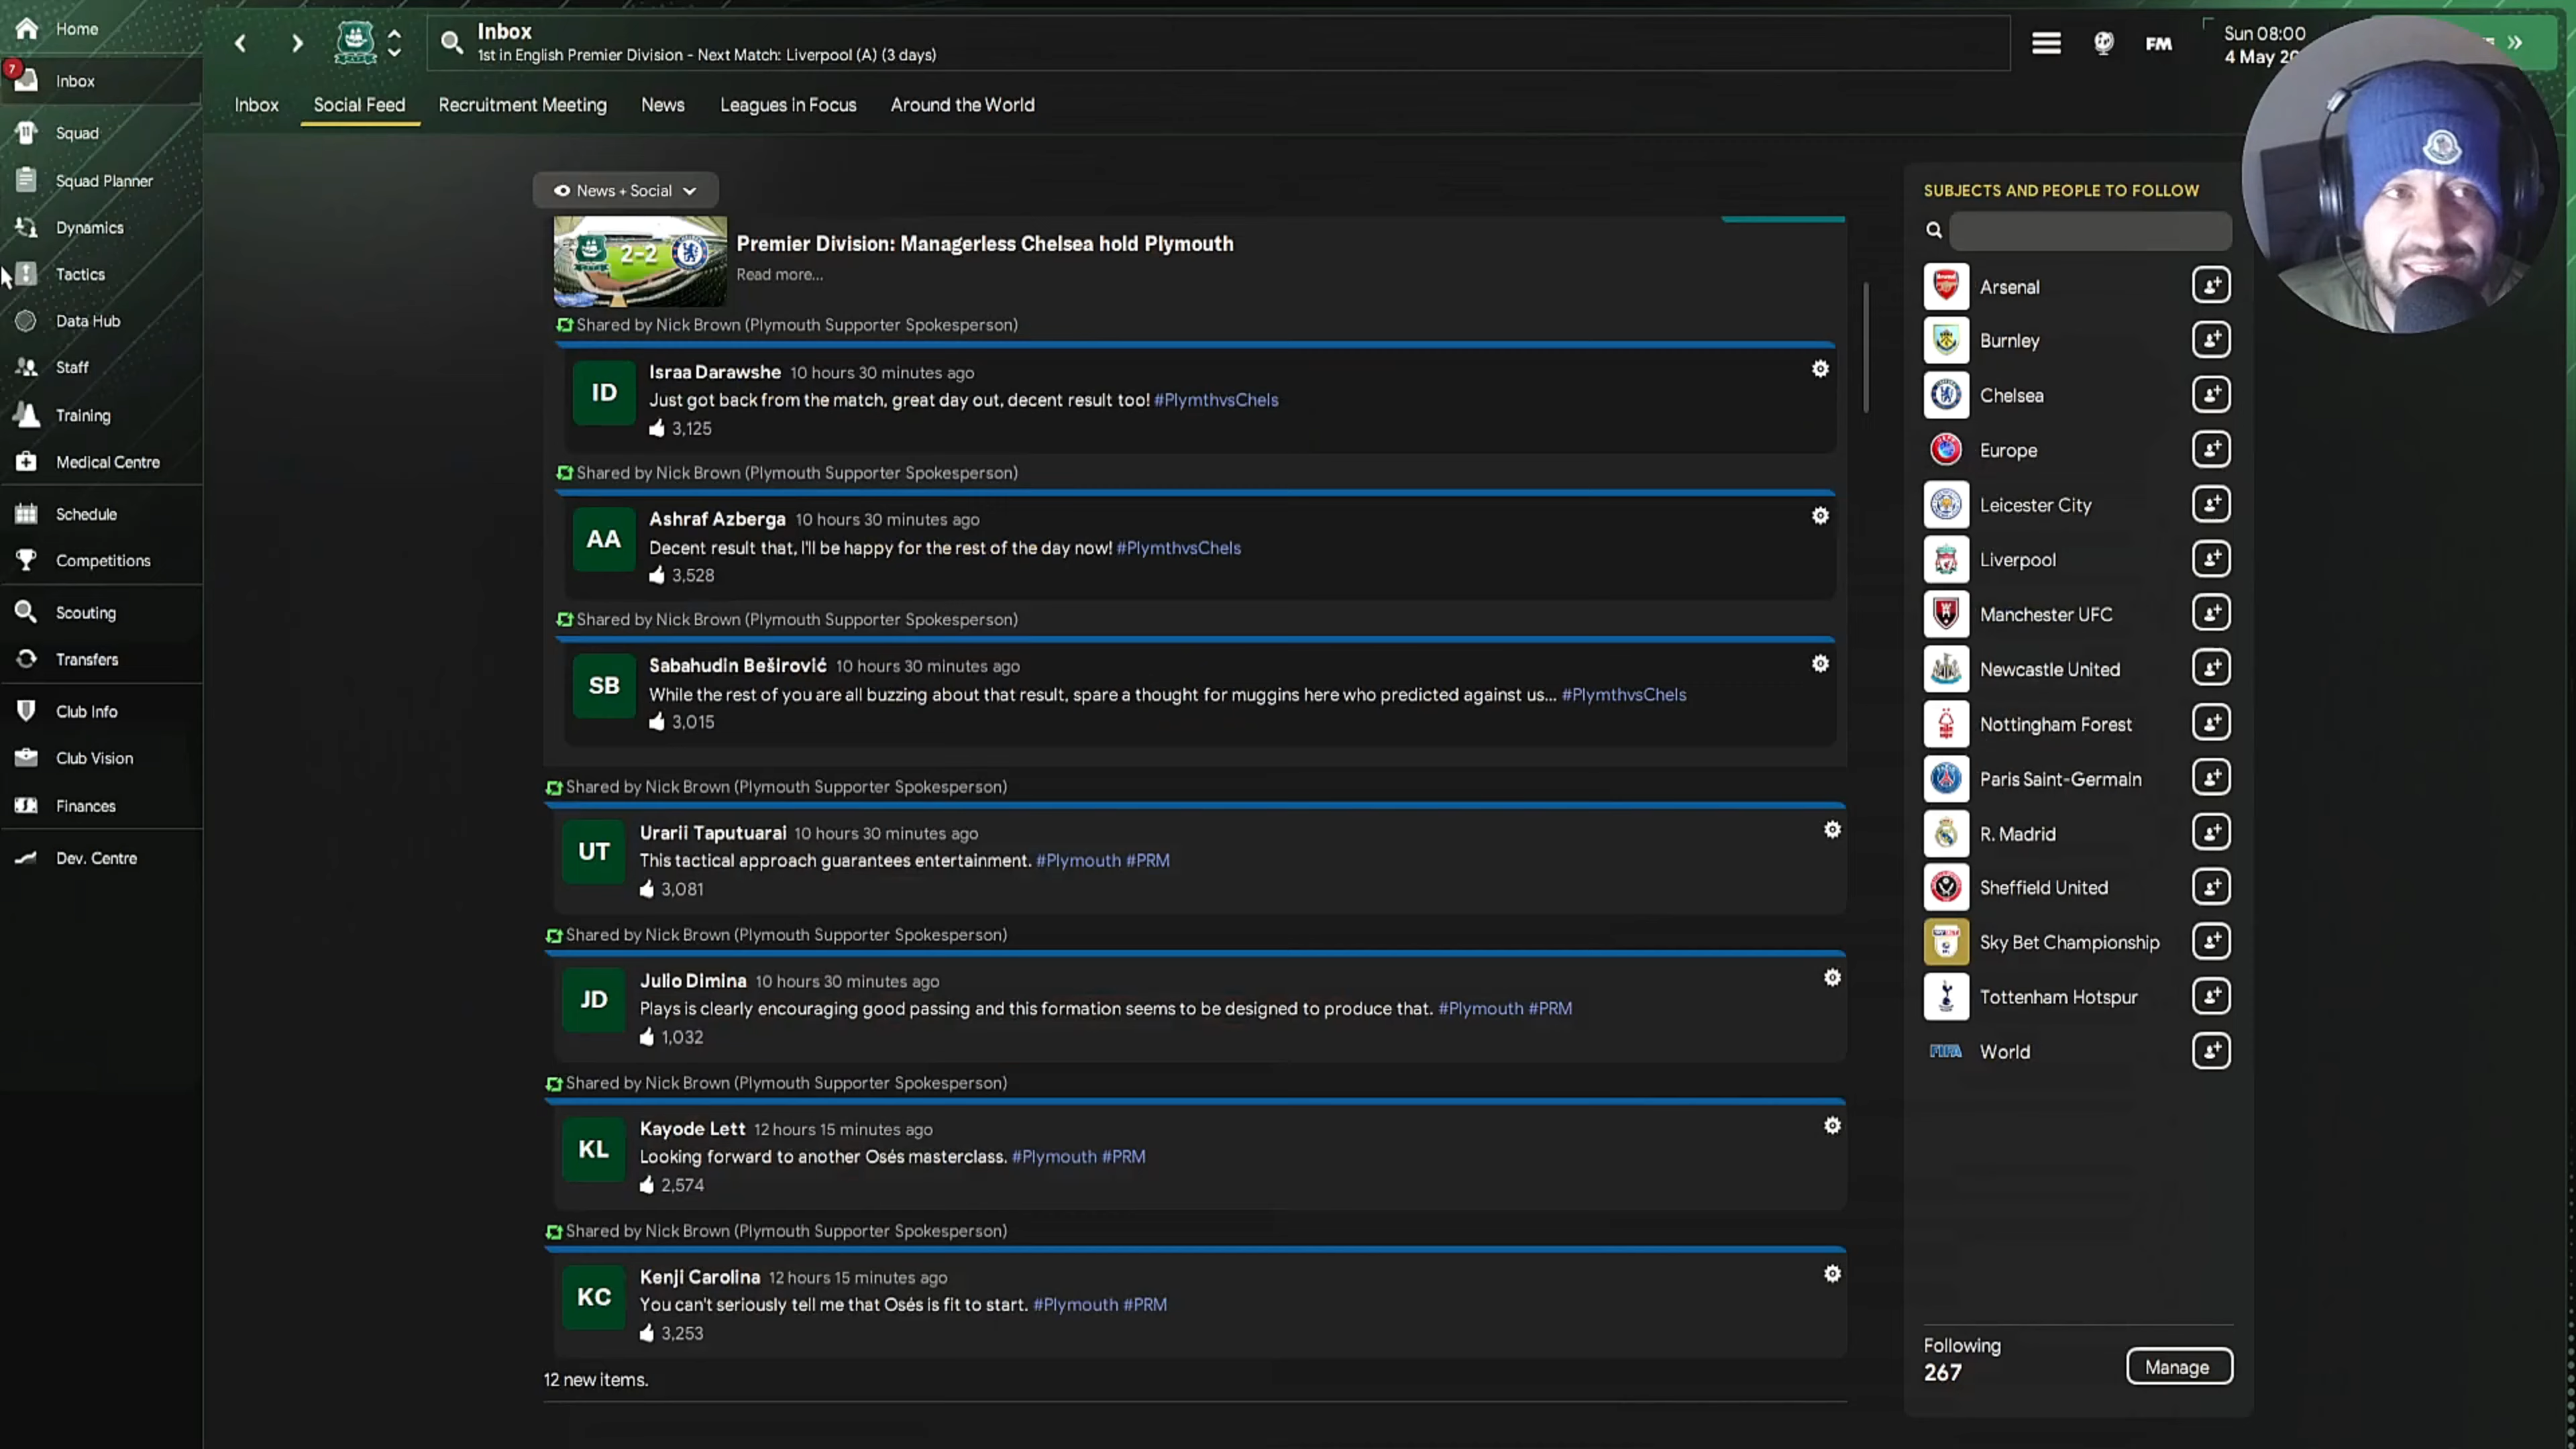 Home
7
Inbox
Squad
Squad Planner
Dynamics
Tactics
Data Hub
Staff
Training
Medical Centre
Schedule
Competitions
Scouting
Transfers
Club Info
Club Vision
Finances
Dev. Centre
Inbox
1st in English Premier Division - Next Match: Liverpool (A) (3 days)
FM
Sun 08:00
4 May
Inbox
Social Feed
Recruitment Meeting
News
Leagues in Focus
Around the World
News + Social
2-2
Premier Division: Managerless Chelsea hold Plymouth
Read more...
Shared by Nick Brown (Plymouth Supporter Spokesperson)
ID
Israa Darawshe 10 hours 30 minutes ago
Just got back from the match, great day out, decent result too! #PlymthvsChels
3,125
Shared by Nick Brown (Plymouth Supporter Spokesperson)
AA
Ashraf Azberga 10 hours 30 minutes ago
Decent result that, I'll be happy for the rest of the day now! #PlymthvsChels
3,528
Shared by Nick Brown (Plymouth Supporter Spokesperson)
SB
Sabahudin Beširović 10 hours 30 minutes ago
While the rest of you are all buzzing about that result, spare a thought for muggins here who predicted against us... #PlymthvsChels
3,015
Shared by Nick Brown (Plymouth Supporter Spokesperson)
UT
Urarii Taputuarai 10 hours 30 minutes ago
This tactical approach guarantees entertainment. #Plymouth #PRM
3,081
Shared by Nick Brown (Plymouth Supporter Spokesperson)
JD
Julio Dimina 10 hours 30 minutes ago
Plays is clearly encouraging good passing and this formation seems to be designed to produce that. #Plymouth #PRM
1,032
Shared by Nick Brown (Plymouth Supporter Spokesperson)
KL
Kayode Lett 12 hours 15 minutes ago
Looking forward to another Osés masterclass. #Plymouth #PRM
2,574
Shared by Nick Brown (Plymouth Supporter Spokesperson)
KC
Kenji Carolina 12 hours 15 minutes ago
You can't seriously tell me that Osés is fit to start. #Plymouth #PRM
3,253
12 new items.
SUBJECTS AND PEOPLE TO FOLLOW
Arsenal
Burnley
Chelsea
Europe
Leicester City
Liverpool
Manchester UFC
Newcastle United
Nottingham Forest
Paris Saint-Germain
R. Madrid
Sheffield United
Sky Bet Championship
Tottenham Hotspur
FIFA
World
Following
267
Manage